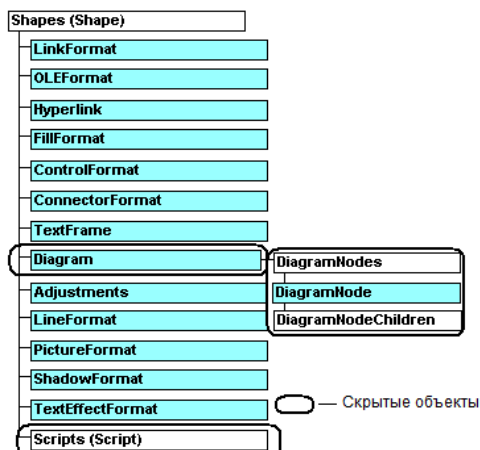 Shapes (Shape)
LinkFormat
OLEFormat
Hyperlink
FillFormat
ControlFormat
ConnectorFormat
TextFrame
Diagram
DiagramNodes
Adjustments
DiagramNode
LineFormat
DiagramNodeChildren
PictureFormat
ShadowFormat
TextEffectFormat
— Скрытые объекты
Scripts (Script)